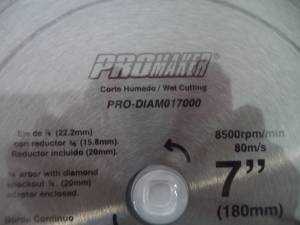 PROMAKER®
Corte Humedo / Wet Cutting
PRO-DIAM017000
Eje de ⅞ (22.2mm)
con reductor ⅝ (15.8mm).
Reductor incluido (20mm).
8500rpm/min
80m/s
⅞ arbor with diamond
knockout ⅞, (20mm)
adaptor enclosed.
7”
(180mm)
Borde Continuo